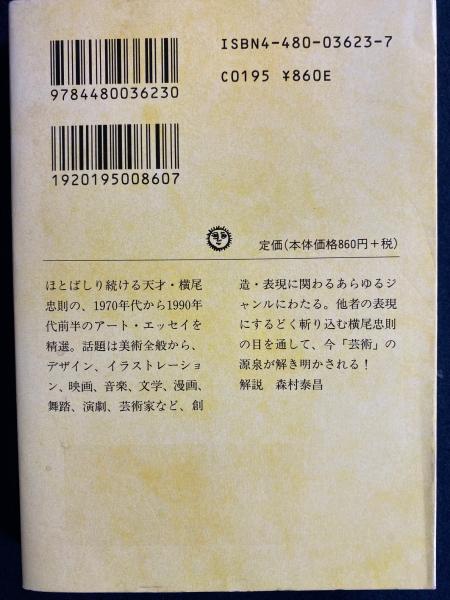 ISBN4-480-03623-7
C0195 ¥860E
9784480036230
1920195008607
定価(本体価格860円+税)
ほとばしり続ける天才・横尾
忠則の、1970年代から1990年
代前半のアート・エッセイを
精選。話題は美術全般から、
デザイン、イラストレーショ
ン、映画、音楽、文学、漫画、
舞踏、演劇、芸術家など、創
造・表現に関わるあらゆるジ
ャンルにわたる。他者の表現
にするどく斬り込む横尾忠則
の目を通して、今「芸術」の
源泉が解き明かされる!
解説 森村泰昌